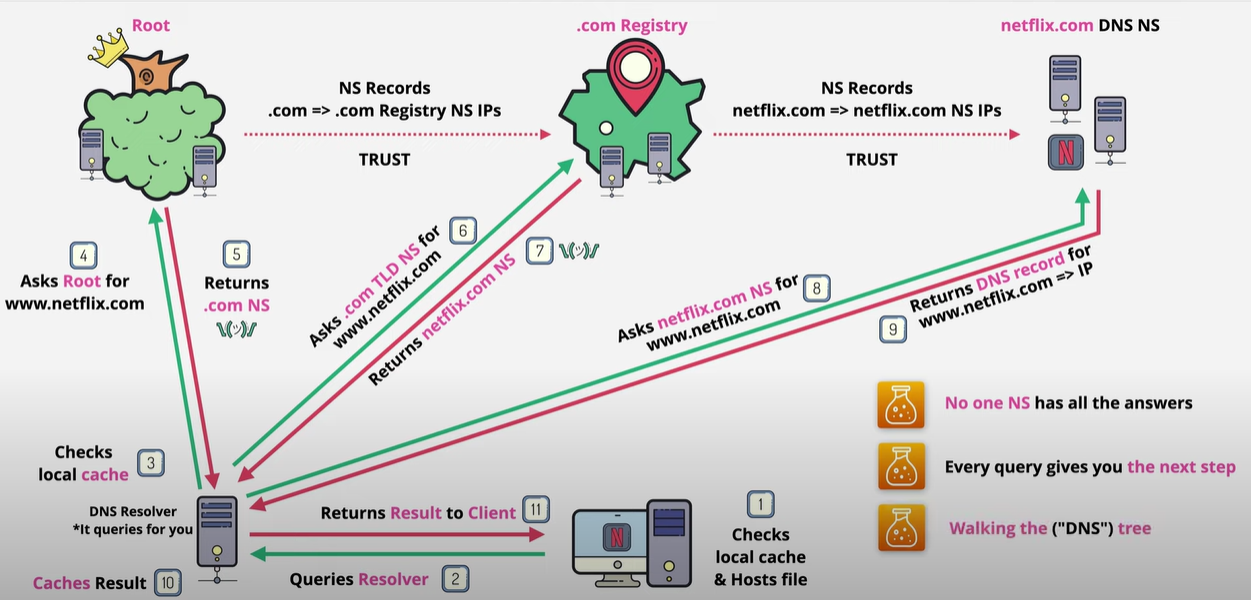 Root
.com Registry
netflix.com DNS NS
NS Records
.com => .com Registry NS IPs
TRUST
NS Records
netflix.com => netflix.com NS IPs
TRUST
N
4
Asks Root for
www.netflix.com
5
Returns
.com NS
\(ツ)/
6
Asks .com TLD NS for
www.netflix.com
7
\(ツ)/
Returns netflix.com NS
8
Asks netflix.com NS for
www.netflix.com
9
Returns DNS record for
www.netflix.com => IP
No one NS has all the answers
Every query gives you the next step
Walking the ("DNS") tree
Checks
local cache
3
DNS Resolver
*It queries for you
Returns Result to Client
11
N
1
Checks
local cache
& Hosts file
Caches Result
10
Queries Resolver
2